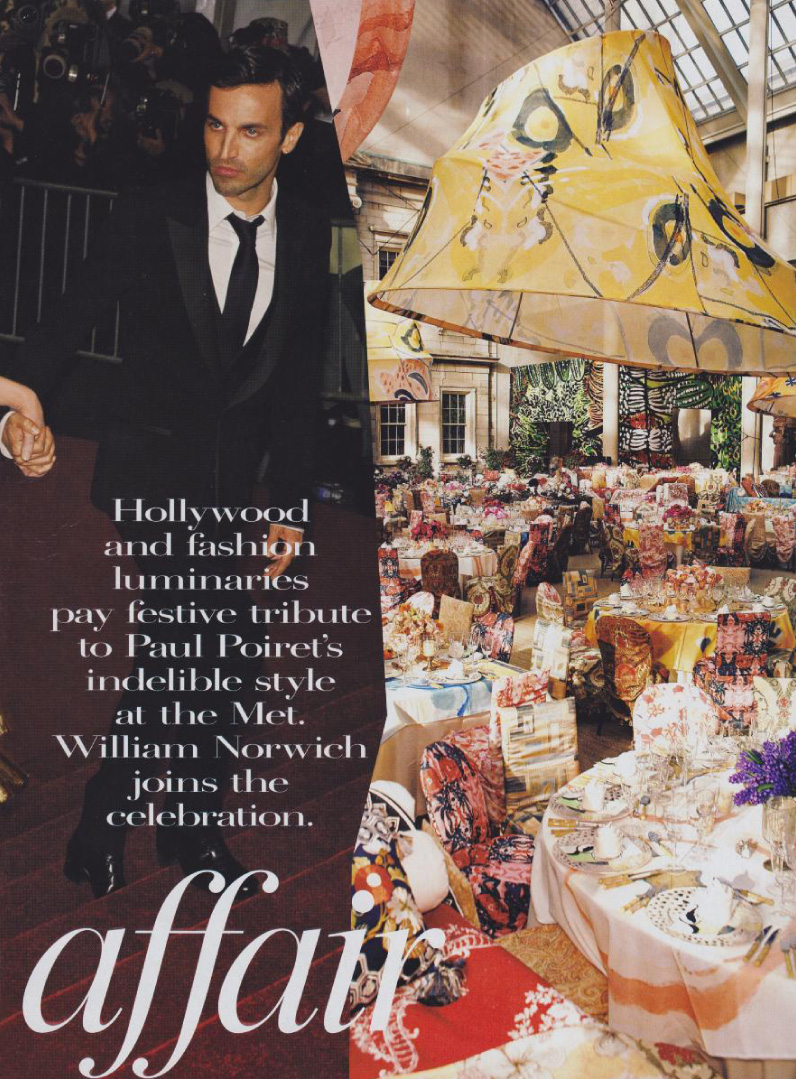 Hollywood
and fashion
luminaries
pay festive tribute
to Paul Poiret's
indelible style
at the Met.
William Norwich
joins the
celebration.
affair